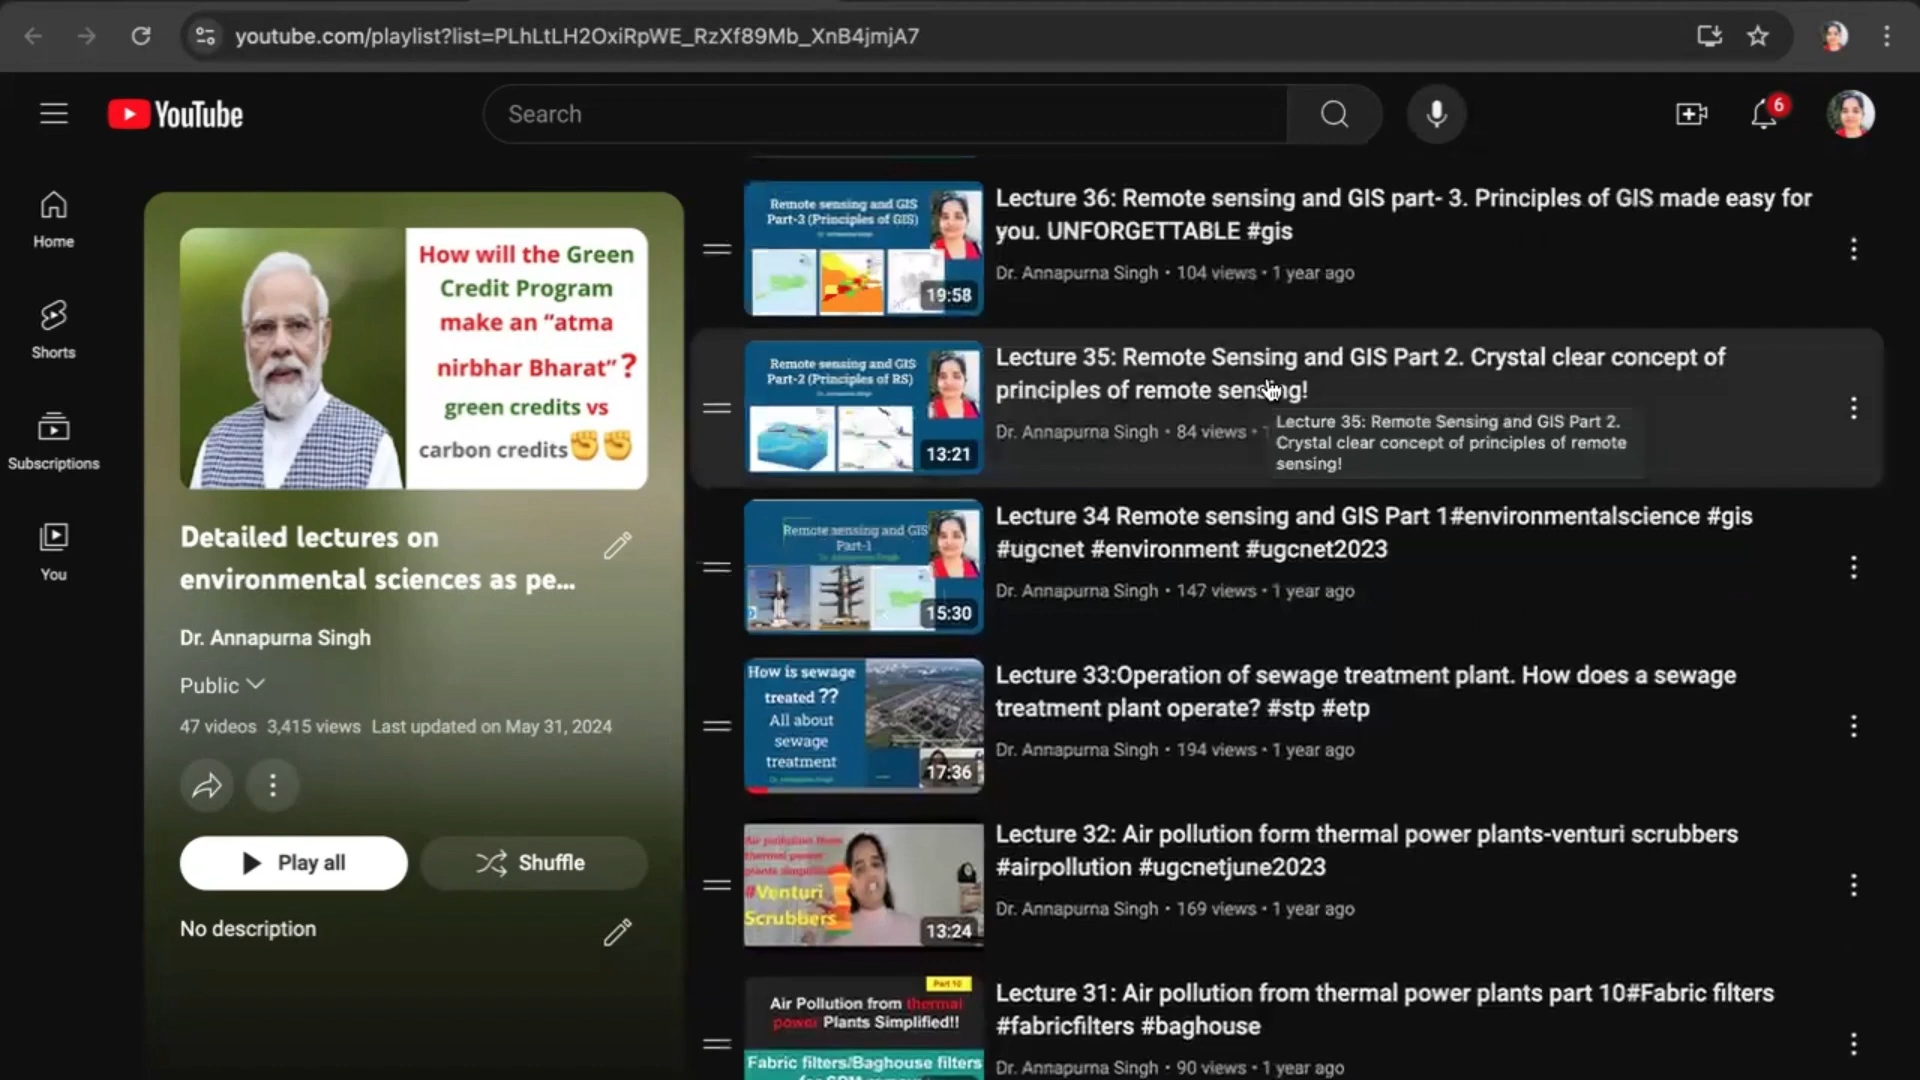 youtube.com/playlist?list=PLhLtLH2OxiRpWE_RzXf89Mb_XnB4jmjA7
YouTube
Search
6
Home
Shorts
Subscriptions
You
How will the Green
Credit Program
make an “atma
nirbhar Bharat”?
green credits vs
carbon credits
Detailed lectures on
environmental sciences as pe...
Dr. Annapurna Singh
Public
47 videos 3,415 views Last updated on May 31, 2024
Play all
Shuffle
No description
Remote sensing and GIS
Part-3 (Principles of GIS)
19:58
Lecture 36: Remote sensing and GIS part- 3. Principles of GIS made easy for
you. UNFORGETTABLE #gis
Dr. Annapurna Singh • 104 views • 1 year ago
Remote sensing and GIS
Part-2 (Principles of RS)
13:21
Lecture 35: Remote Sensing and GIS Part 2. Crystal clear concept of
principles of remote sensing!
Dr. Annapurna Singh • 84 views •
Lecture 35: Remote Sensing and GIS Part 2.
Crystal clear concept of principles of remote
sensing!
Remote sensing and GIS
Part-1
15:30
Lecture 34 Remote sensing and GIS Part 1#environmentalscience #gis
#ugcnet #environment #ugcnet2023
Dr. Annapurna Singh • 147 views • 1 year ago
How is sewage
treated ??
All about
sewage
treatment
17:36
Lecture 33:Operation of sewage treatment plant. How does a sewage
treatment plant operate? #stp #etp
Dr. Annapurna Singh • 194 views • 1 year ago
Air pollution from
thermal power
plants simplified
#Venturi
Scrubbers
13:24
Lecture 32: Air pollution form thermal power plants-venturi scrubbers
#airpollution #ugcnetjune2023
Dr. Annapurna Singh • 169 views • 1 year ago
Part 10
Air Pollution from thermal
power Plants Simplified!!
Fabric filters/Baghouse filters
Lecture 31: Air pollution from thermal power plants part 10#Fabric filters
#fabricfilters #baghouse
Dr. Annapurna Singh • 90 views • 1 year ago